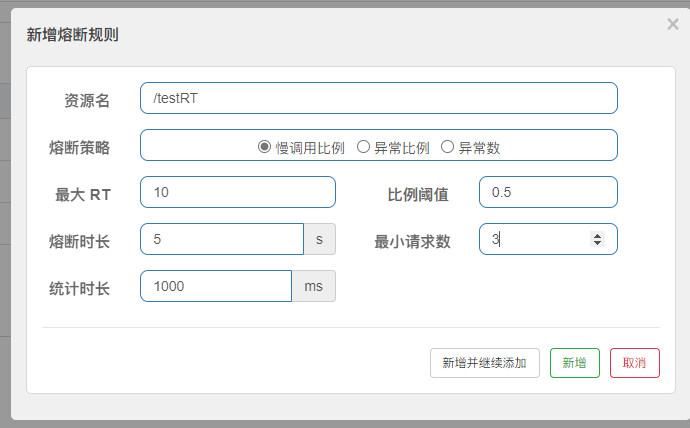 新增熔断规则
×
资源名 /testRT
熔断策略 慢调用比例 异常比例 异常数
最大 RT 10 比例阈值 0.5
熔断时长 5 s 最小请求数 3
统计时长 1000 ms
新增并继续添加 新增 取消